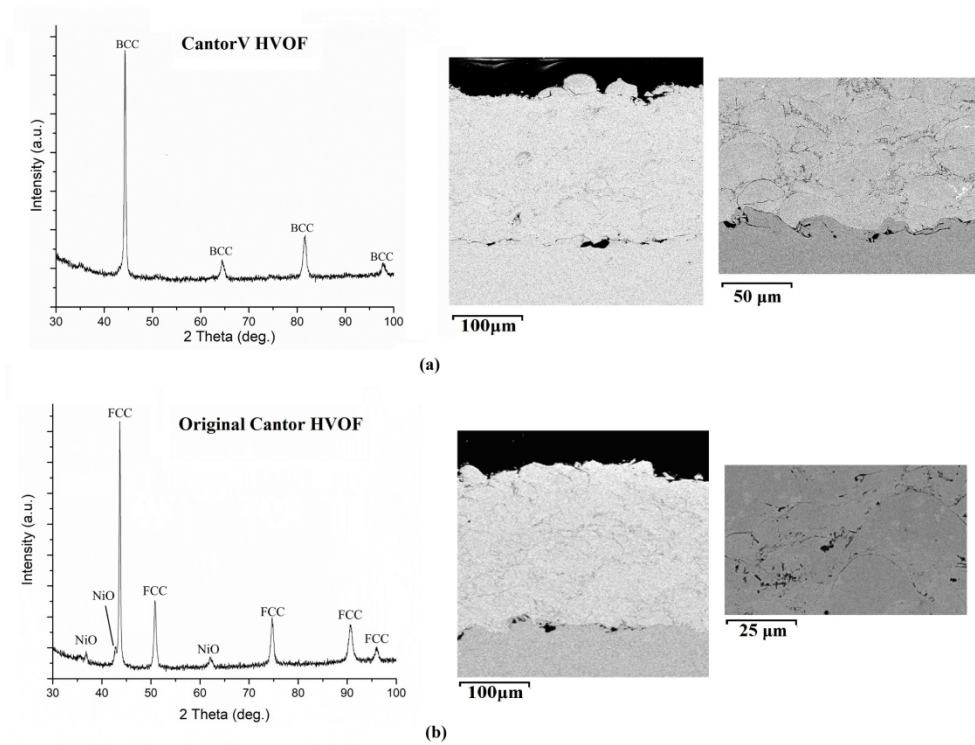 CantorV HVOF
BCC
BCC
BCC
BCC
Intensity (a.u.)
30 40 50 60 70 80 90 100
2 Theta (deg.)
100μm
50 μm
(a)
Original Cantor HVOF
FCC
NiO
NiO
FCC
NiO
FCC
FCC
FCC
Intensity (a.u.)
30 40 50 60 70 80 90 100
2 Theta (deg.)
100μm
25 μm
(b)